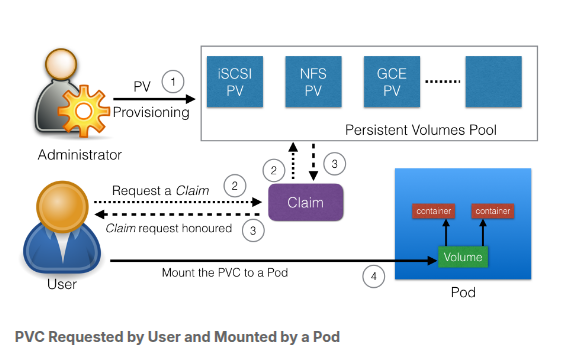 iSCSI
PV
NFS
PV
GCE
PV
........
PV
1
Provisioning
Persistent Volumes Pool
Administrator
2
3
Request a Claim
2
Claim
Claim request honoured
3
container
container
Volume
Mount the PVC to a Pod
4
User
Pod
PVC Requested by User and Mounted by a Pod